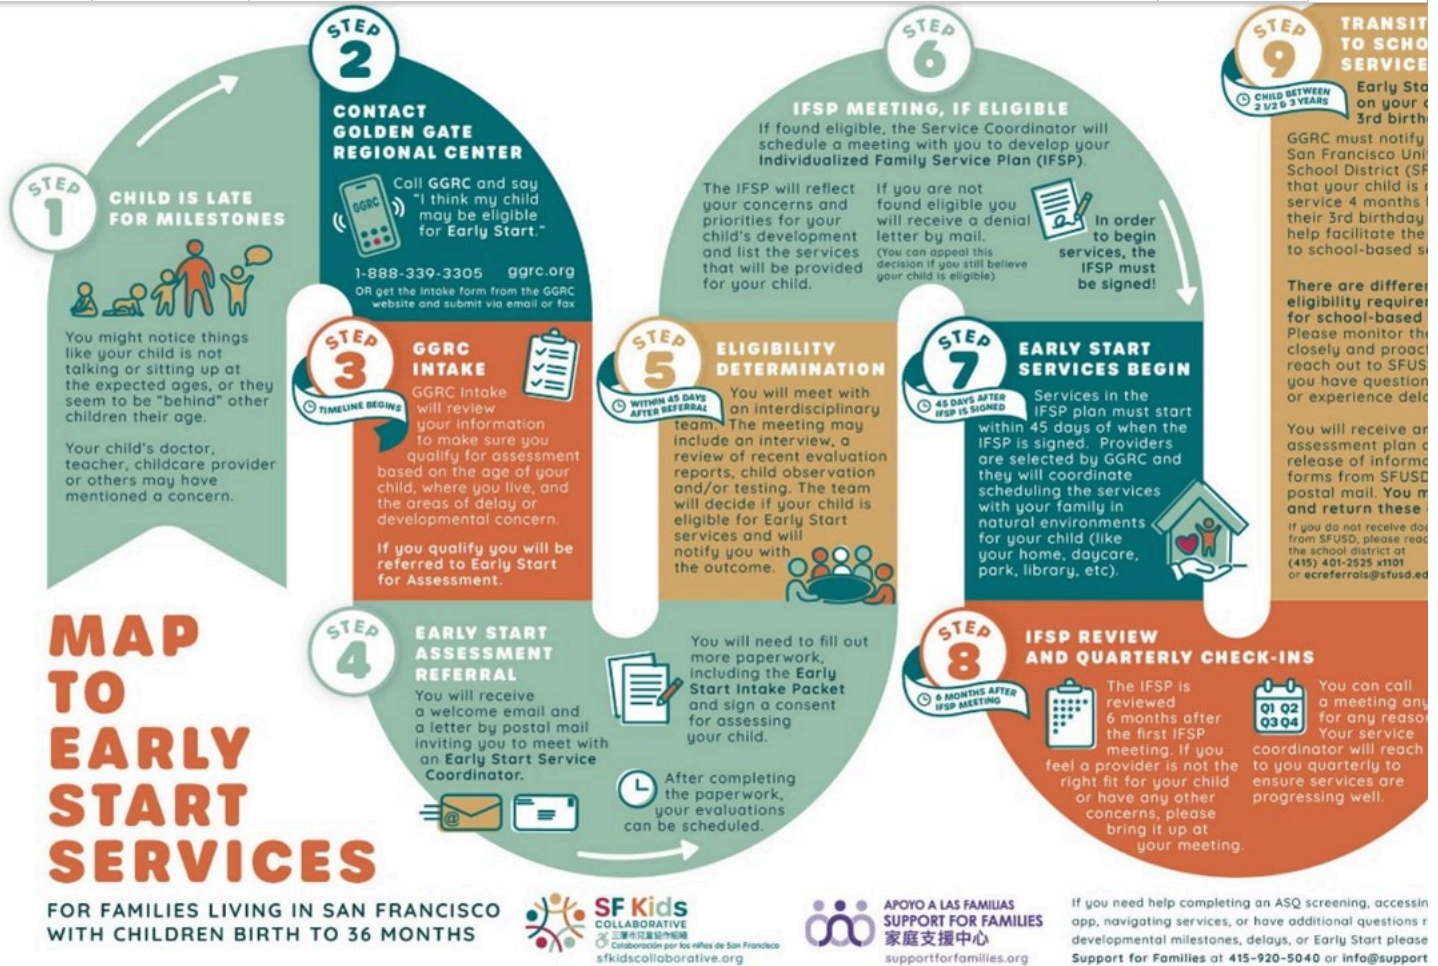 STEP
1
CHILD IS LATE
FOR MILESTONES
You might notice things
like your child is not
talking or sitting up at
the expected ages, or they
seem to be "behind" other
children their age.
Your child's doctor,
teacher, childcare provider
or others may have
mentioned a concern.
STEP
2
CONTACT
GOLDEN GATE
REGIONAL CENTER
GGRC
Call GGRC and say
"I think my child
may be eligible
for Early Start."
1-888-339-3305 ggrc.org
OR get the Intake form from the GGRC
website and submit via email or fax
STEP
3
TIMELINE BEGINS
GGRC
INTAKE
GGRC Intake
will review
your information
to make sure you
qualify for assessment
based on the age of your
child, where you live, and
the areas of delay or
developmental concern.
If you qualify you will be
referred to Early Start
for Assessment.
STEP
4
EARLY START
ASSESSMENT
REFERRAL
You will receive
a welcome email and
a letter by postal mail
inviting you to meet with
an Early Start Service
Coordinator.
@
You will need to fill out
more paperwork,
including the Early
Start Intake Packet
and sign a consent
for assessing
your child.
After completing
the paperwork,
your evaluations
can be scheduled.
STEP
5
WITHIN 45 DAYS
AFTER REFERRAL
ELIGIBILITY
DETERMINATION
You will meet with
an interdisciplinary
team. The meeting may
include an interview, a
review of recent evaluation
reports, child observation
and/or testing. The team
will decide if your child is
eligible for Early Start
services and will
notify you with
the outcome.
STEP
6
IFSP MEETING, IF ELIGIBLE
If found eligible, the Service Coordinator will
schedule a meeting with you to develop your
Individualized Family Service Plan (IFSP).
The IFSP will reflect
your concerns and
priorities for your
child's development
and list the services
that will be provided
for your child.
If you are not
found eligible you
will receive a denial
letter by mail.
(You can appeal this
decision if you still believe
your child is eligible)
In order
to begin
services, the
IFSP must
be signed!
STEP
7
45 DAYS AFTER
IFSP IS SIGNED
EARLY START
SERVICES BEGIN
Services in the
IFSP plan must start
within 45 days of when the
IFSP is signed. Providers
are selected by GGRC and
they will coordinate
scheduling the services
with your family in
natural environments
for your child (like
your home, daycare,
park, library, etc).
STEP
8
6 MONTHS AFTER
IFSP MEETING
IFSP REVIEW
AND QUARTERLY CHECK-INS
The IFSP is
reviewed
6 months after
the first IFSP
meeting. If you
feel a provider is not the
right fit for your child
or have any other
concerns, please
bring it up at
your meeting.
Q1 Q2
Q3 Q4
You can call
a meeting any
for any reaso
Your service
coordinator will reach
to you quarterly to
ensure services are
progressing well.
STEP
9
CHILD BETWEEN
2 1/2 & 3 YEARS
TRANSIT
TO SCHO
SERVICE
Early Sta
on your c
3rd birth
GGRC must notify
San Francisco Uni
School District (SF
that your child is
service 4 months
their 3rd birthday
help facilitate the
to school-based se
There are differen
eligibility requirer
for school-based
Please monitor the
closely and proact
reach out to SFUS
you have question
or experience dela
You will receive an
assessment plan
release of informa
forms from SFUSD
postal mail. You m
and return these
If you do not receive doc
from SFUSD, please reac
the school district at
(415) 401-2525 x1101
or ecreferrals@sfusd.ed
MAP
TO
EARLY
START
SERVICES
FOR FAMILIES LIVING IN SAN FRANCISCO
WITH CHILDREN BIRTH TO 36 MONTHS
SF Kids
COLLABORATIVE
三藩市兒童協作組織
Colaboración por los niños de San Francisco
sfkidscollaborative.org
APOYO A LAS FAMILIAS
SUPPORT FOR FAMILIES
家庭支援中心
supportforfamilies.org
If you need help completing an ASQ screening, accessin
app, navigating services, or have additional questions r
developmental milestones, delays, or Early Start please
Support for Families at 415-920-5040 or info@support